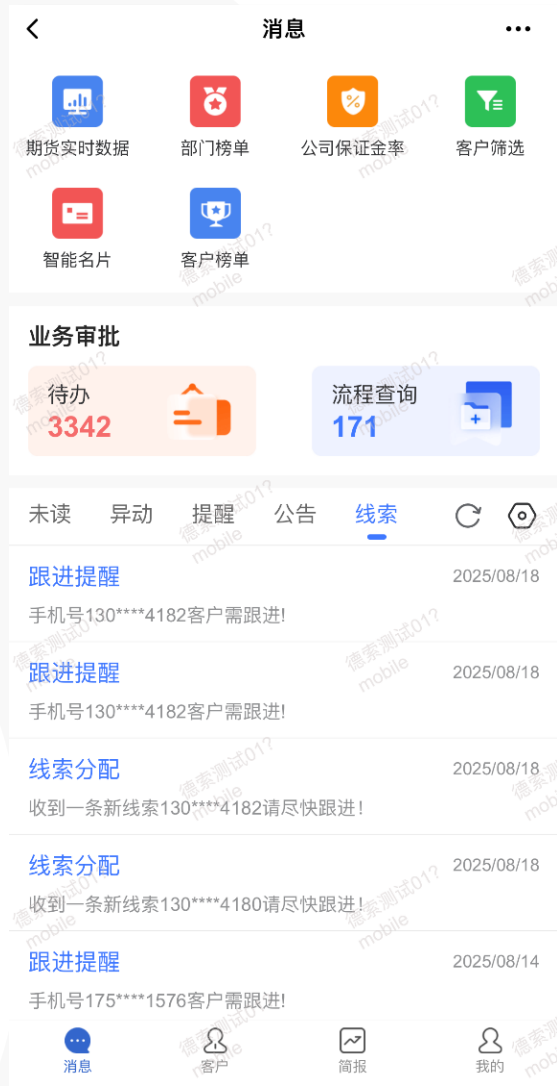 消息
期货实时数据 部门榜单 公司保证金率 客户筛选
智能名片 客户榜单
业务审批
待办 流程查询
3342 171
未读 异动 提醒 公告 线索
跟进提醒 2025/08/18
手机号130****4182客户需跟进!
跟进提醒 2025/08/18
手机号130****4182客户需跟进!
线索分配 2025/08/18
收到一条新线索130****4182请尽快跟进!
线索分配 2025/08/18
收到一条新线索130****4180请尽快跟进!
跟进提醒 2025/08/14
手机号175****1576客户需跟进!
消息 客户 简报 我的
德索测试01?
mobile